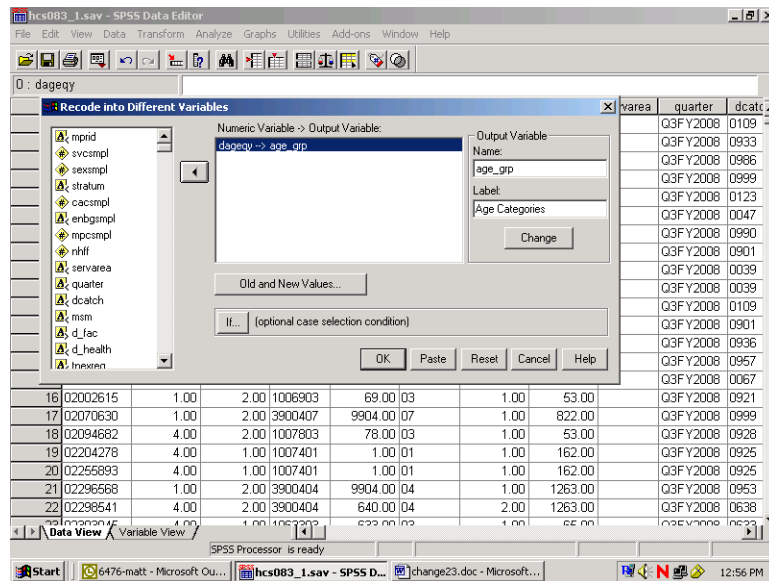 hcs083_1.sav - SPSS Data Editor
File Edit View Data Transform Analyze Graphs Utilities Add-ons Window Help
0 : dageqy
Recode into Different Variables
mprid
svcsmpl
sexsmpl
stratum
cacsmpl
enbgsmpl
mpcsmpl
nhff
servarea
quarter
dcatch
msm
d_fac
d_health
tnexreg
Numeric Variable -> Output Variable:
dageqy --> age_grp
Output Variable
Name:
age_grp
Label:
Age Categories
Change
Old and New Values...
If... (optional case selection condition)
OK Paste Reset Cancel Help
rvarea quarter dcatc
Q3FY2008 0109
Q3FY2008 0933
Q3FY2008 0986
Q3FY2008 0999
Q3FY2008 0123
Q3FY2008 0047
Q3FY2008 0990
Q3FY2008 0901
Q3FY2008 0039
Q3FY2008 0039
Q3FY2008 0109
Q3FY2008 0901
Q3FY2008 0936
Q3FY2008 0957
Q3FY2008 0067
16 02002615 1.00 2.00 1006903 69.00 03 1.00 53.00 Q3FY2008 0921
17 02070630 1.00 2.00 3900407 9904.00 07 1.00 822.00 Q3FY2008 0999
18 02094682 4.00 2.00 1007803 78.00 03 1.00 53.00 Q3FY2008 0928
19 02204278 4.00 1.00 1007401 1.00 01 1.00 162.00 Q3FY2008 0925
20 02255893 4.00 1.00 1007401 1.00 01 1.00 162.00 Q3FY2008 0925
21 02296568 1.00 2.00 3900404 9904.00 04 1.00 1263.00 Q3FY2008 0953
22 02298541 4.00 2.00 3900404 640.00 04 2.00 1263.00 Q3FY2008 0638
Data View Variable View
SPSS Processor is ready
Start 6476-matt - Microsoft Ou... hcs083_1.sav - SPSS D... change23.doc - Microsoft... 12:56 PM